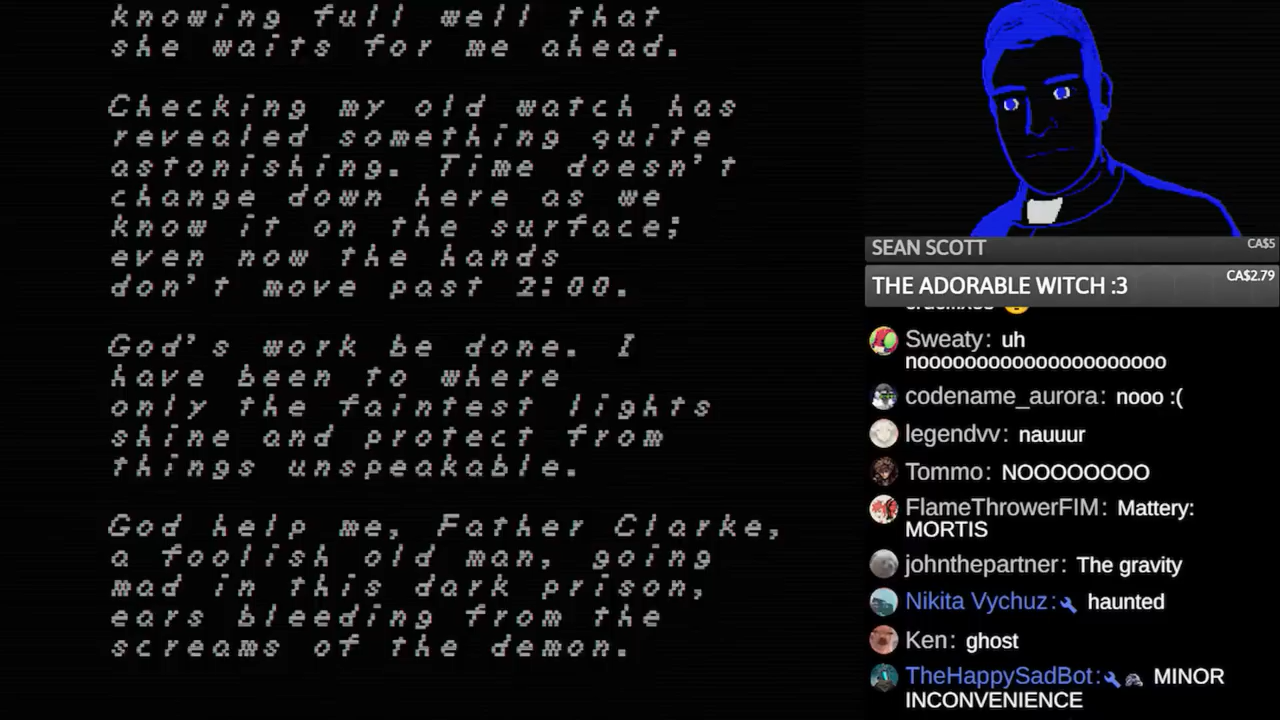 knowing full well that
she waits for me ahead.
Checking my old watch has
revealed something quite
astonishing. Time doesn't
change down here as we
know it on the surface;
even now the hands
don't move past 2:00.
God's work be done. I
have been to where
only the faintest lights
shine and protect from
things unspeakable.
God help me, Father Clarke,
a foolish old man, going
mad in this dark prison,
ears bleeding from the
screams of the demon.
SEAN SCOTT CA$5
THE ADORABLE WITCH :3 CA$2.79
Sweaty: uh
noooooooooooooooooooo
codename_aurora: nooo :(
legendvv: nauuur
Tommo: NOOOOOOOO
FlameThrowerFIM: Mattery:
MORTIS
johnthepartner: The gravity
Nikita Vychuz: haunted
Ken: ghost
TheHappySadBot: MINOR
INCONVENIENCE